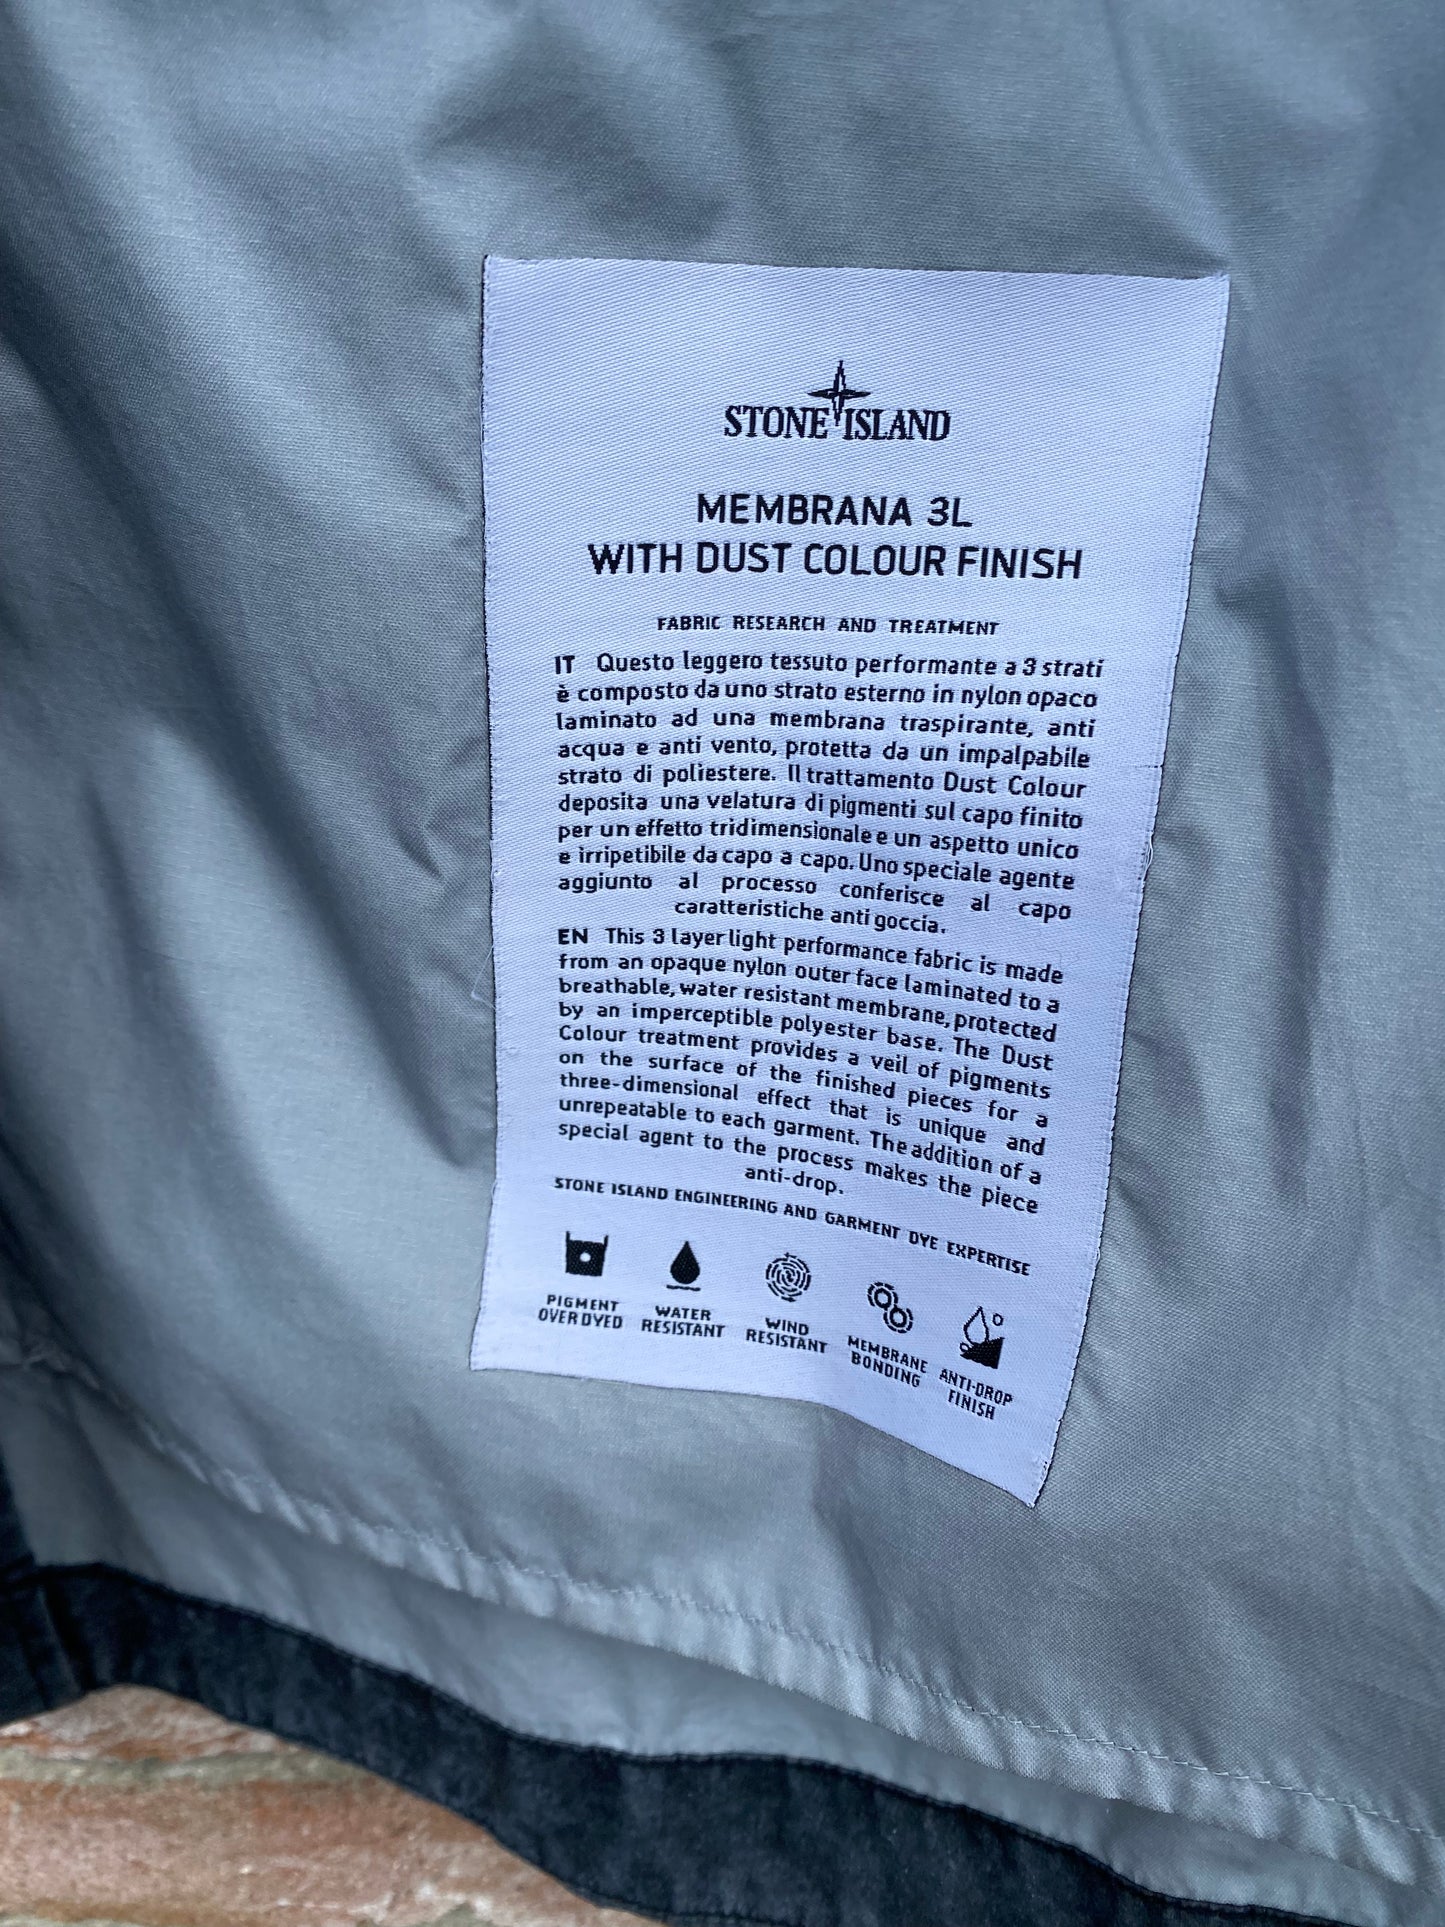 STONE ISLAND
MEMBRANA 3L
WITH DUST COLOUR FINISH
FABRIC RESEARCH AND TREATMENT
IT Questo leggero tessuto performante a 3 strati
è composto da uno strato esterno in nylon opaco
laminato ad una membrana traspirante, anti
acqua e anti vento, protetta da un impalpabile
strato di poliestere. Il trattamento Dust Colour
deposita una velatura di pigmenti sul capo finito
per un effetto tridimensionale e un aspetto unico
e irripetibile da capo a capo. Uno speciale agente
aggiunto al processo conferisce al capo
caratteristiche anti goccia.
EN This 3 layer light performance fabric is made
from an opaque nylon outer face laminated to a
breathable, water resistant membrane, protected
by an imperceptible polyester base. The Dust
Colour treatment provides a veil of pigments
on the surface of the finished pieces for a
three-dimensional effect that is unique and
unrepeatable to each garment. The addition of a
special agent to the process makes the piece
anti-drop.
STONE ISLAND ENGINEERING AND GARMENT DYE EXPERTISE
PIGMENT
OVER DYED
WATER
RESISTANT
WIND
RESISTANT
MEMBRANE
BONDING
ANTI-DROP
FINISH